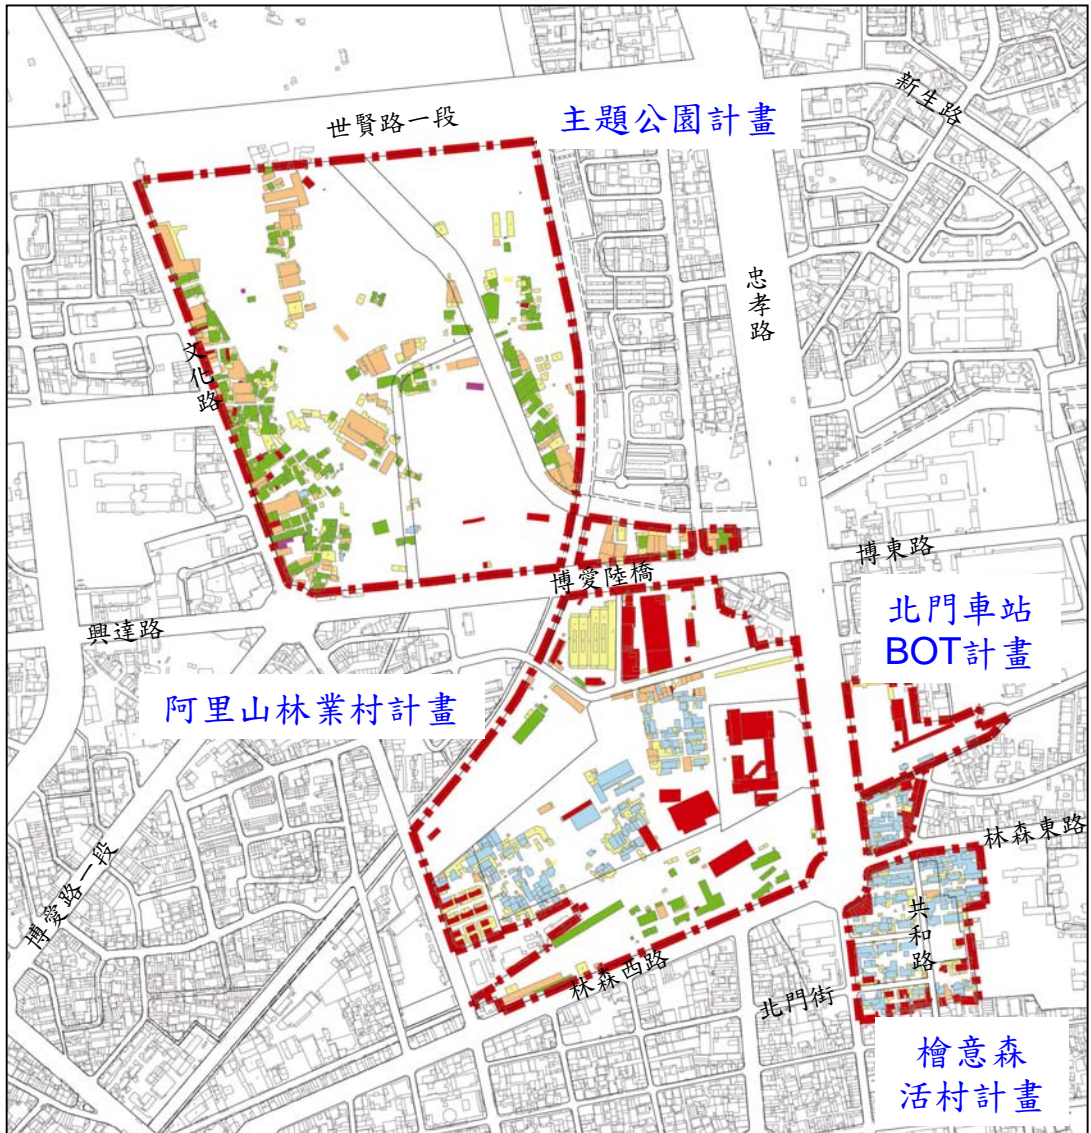 世賢路一段
主題公園計畫
新生路
忠孝路
文化路
博東路
博愛陸橋
興達路
北門車站
BOT計畫
阿里山林業村計畫
林森東路
博愛路一段
共和路
林森西路
北門街
檜意森
活村計畫